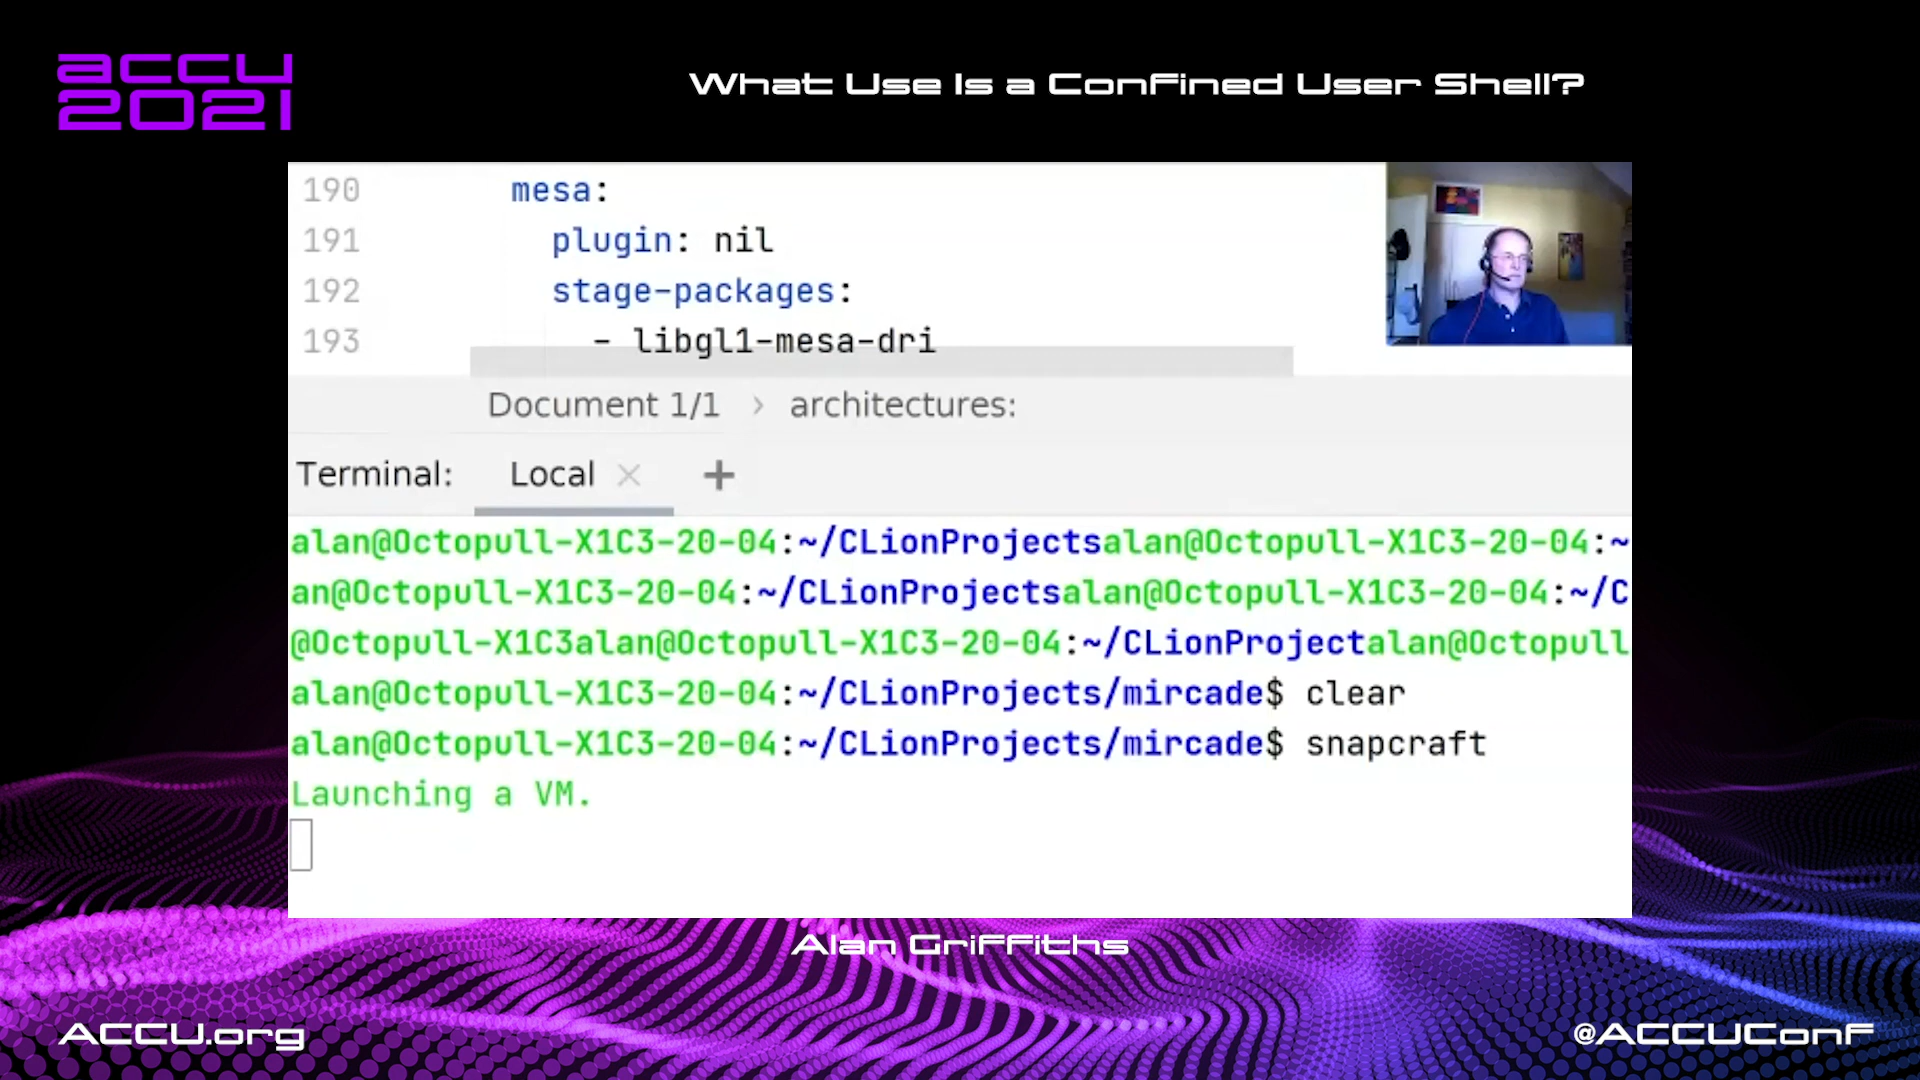 accu
2021
What Use Is a Confined User Shell?
190 mesa:
191 plugin: nil
192 stage-packages:
193 - libgl1-mesa-dri
Document 1/1 › architectures:
Terminal: Local × +
alan@Octopull-X1C3-20-04:~/CLionProjectsalan@Octopull-X1C3-20-04:~
an@Octopull-X1C3-20-04:~/CLionProjectsalan@Octopull-X1C3-20-04:~/C
@Octopull-X1C3alan@Octopull-X1C3-20-04:~/CLionProjectalan@Octopull
alan@Octopull-X1C3-20-04:~/CLionProjects/mircade$ clear
alan@Octopull-X1C3-20-04:~/CLionProjects/mircade$ snapcraft
Launching a VM.
Alan Griffiths
ACCU.org
@ACCUConf